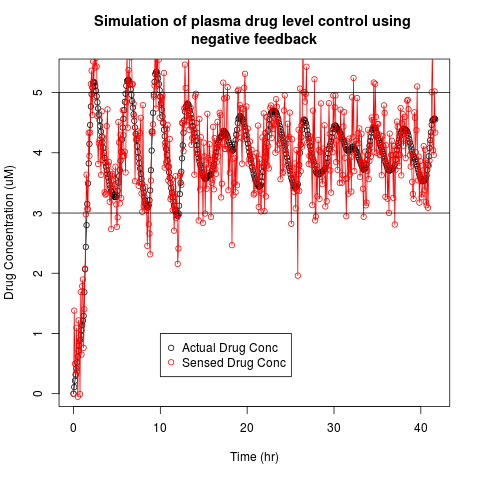 Simulation of plasma drug level control using
negative feedback
Drug Concentration (uM)
5
4
3
2
1
0
Actual Drug Conc
Sensed Drug Conc
0 10 20 30 40
Time (hr)